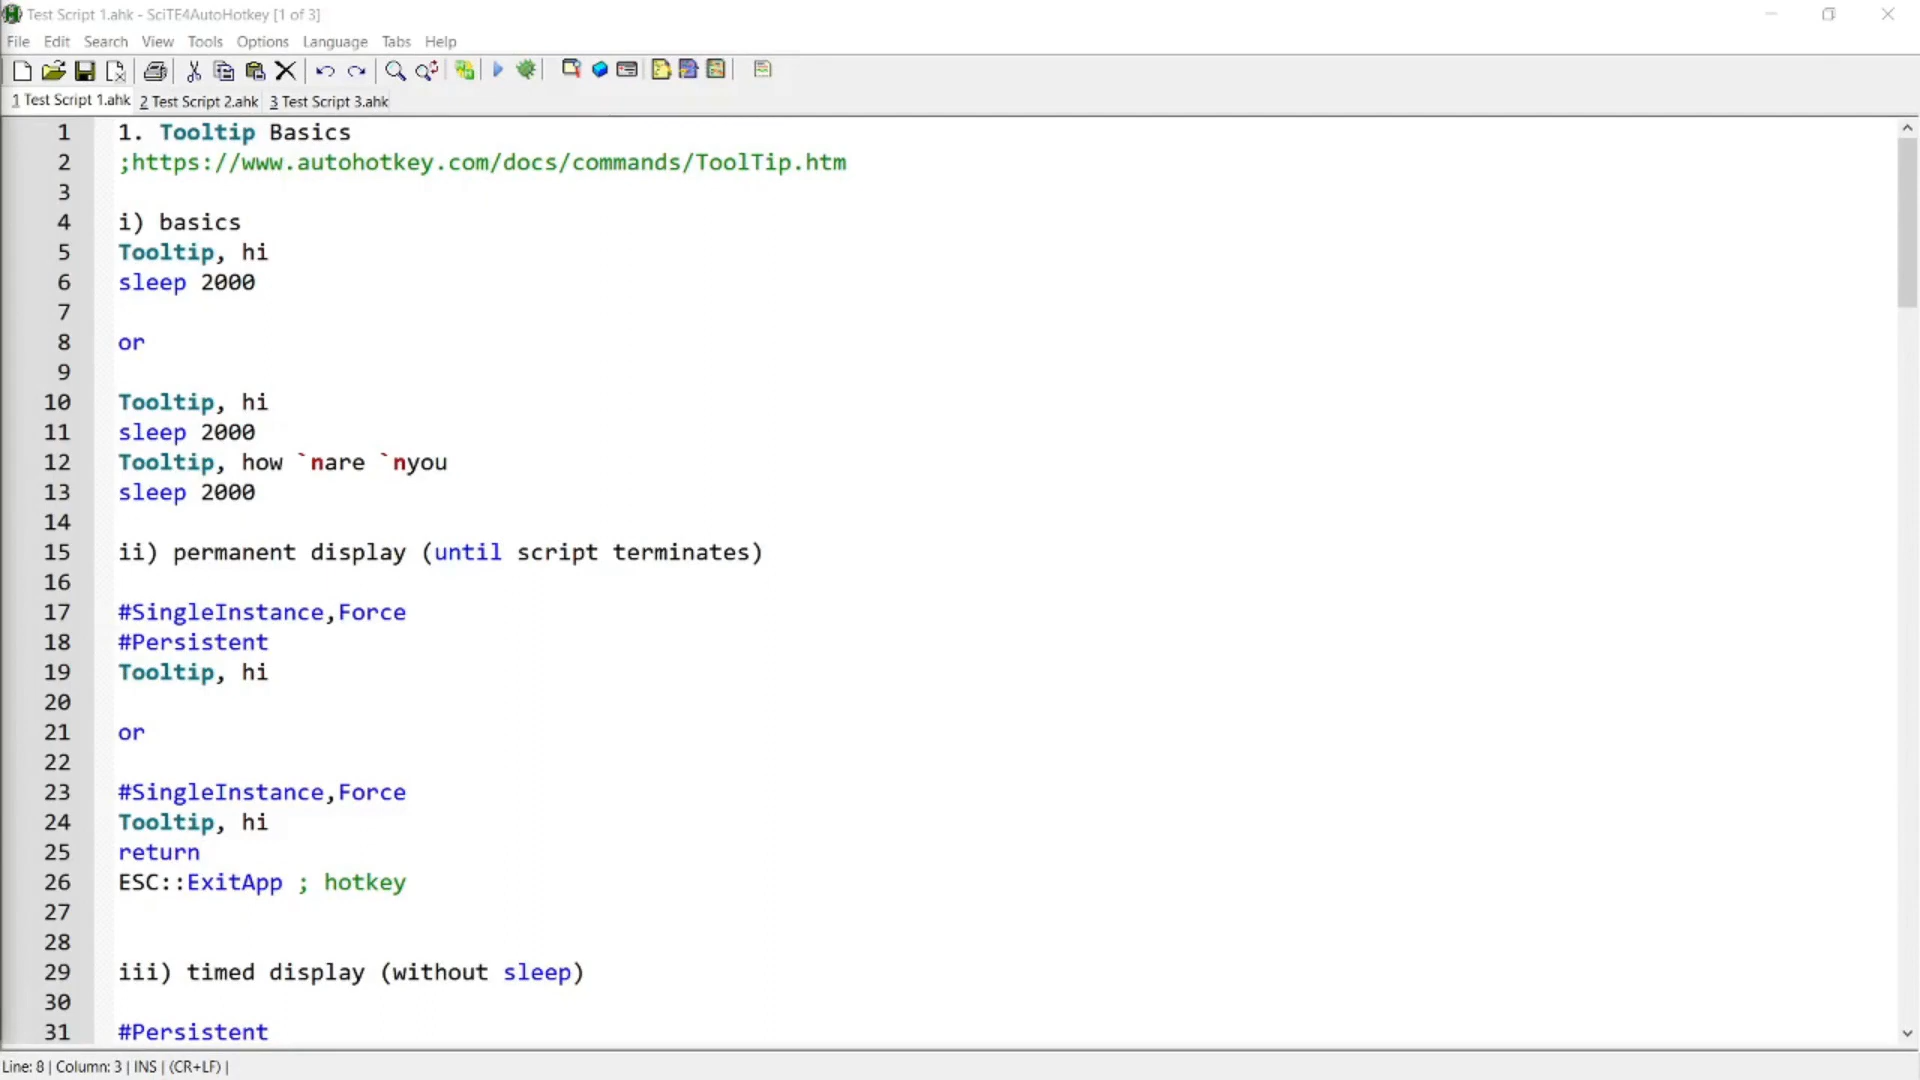 Test Script 1.ahk - SciTE4AutoHotkey [1 of 3]
File Edit Search View Tools Options Language Tabs Help
1 Test Script 1.ahk 2 Test Script 2.ahk 3 Test Script 3.ahk
1 1. Tooltip Basics
2 ;https://www.autohotkey.com/docs/commands/ToolTip.htm
3
4 i) basics
5 Tooltip, hi
6 sleep 2000
7
8 or
9
10 Tooltip, hi
11 sleep 2000
12 Tooltip, how `nare `nyou
13 sleep 2000
14
15 ii) permanent display (until script terminates)
16
17 #SingleInstance,Force
18 #Persistent
19 Tooltip, hi
20
21 or
22
23 #SingleInstance,Force
24 Tooltip, hi
25 return
26 ESC::ExitApp ; hotkey
27
28
29 iii) timed display (without sleep)
30
31 #Persistent
Line: 8 | Column: 3 | INS | (CR+LF) |